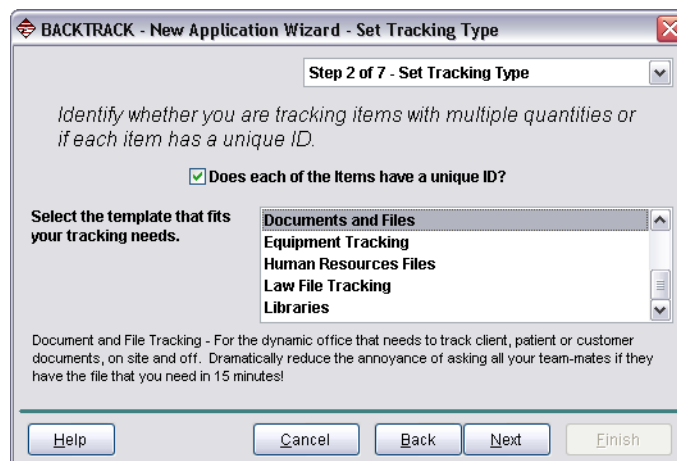 BACKTRACK - New Application Wizard - Set Tracking Type
Step 2 of 7 - Set Tracking Type
Identify whether you are tracking items with multiple quantities or
if each item has a unique ID.
Does each of the Items have a unique ID?
Select the template that fits
your tracking needs.
Documents and Files
Equipment Tracking
Human Resources Files
Law File Tracking
Libraries
Document and File Tracking - For the dynamic office that needs to track client, patient or customer
documents, on site and off. Dramatically reduce the annoyance of asking all your team-mates if they
have the file that you need in 15 minutes!
Help
Cancel
Back
Next
Finish